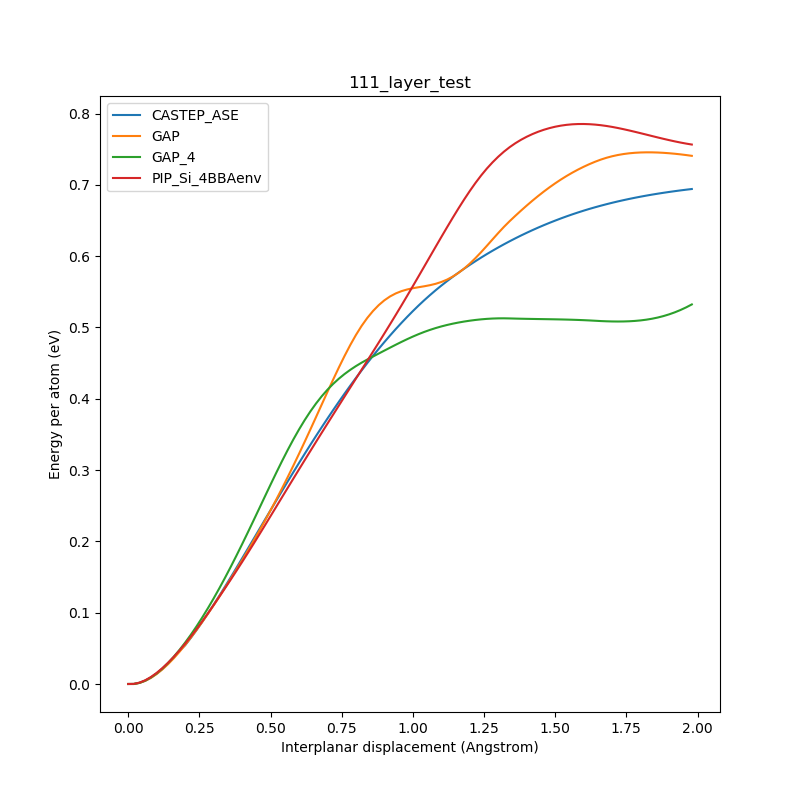 111_layer_test
CASTEP_ASE
GAP
GAP_4
PIP_Si_4BBAenv
Energy per atom (eV)
0.8
0.7
0.6
0.5
0.4
0.3
0.2
0.1
0.0
0.00 0.25 0.50 0.75 1.00 1.25 1.50 1.75 2.00
Interplanar displacement (Angstrom)